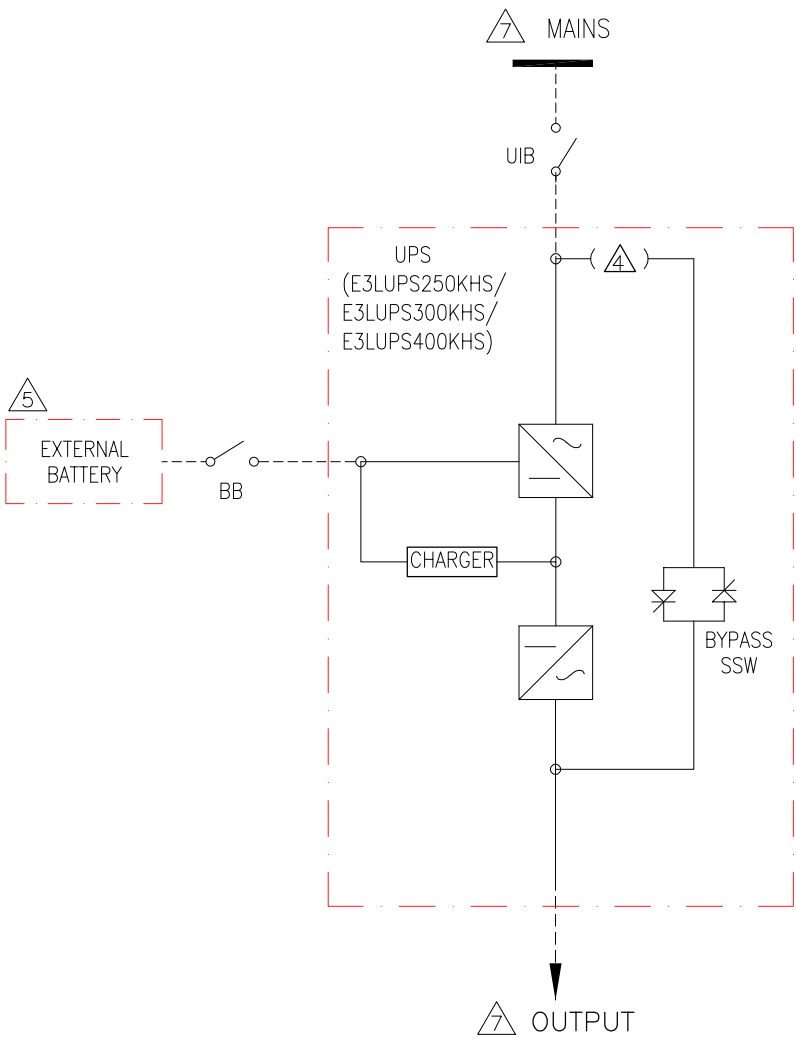 7 MAINS
UIB
UPS
(E3LUPS250KHS/
E3LUPS300KHS/
E3LUPS400KHS)
( 4 )
5
EXTERNAL
BATTERY
BB
CHARGER
BYPASS
SSW
7 OUTPUT